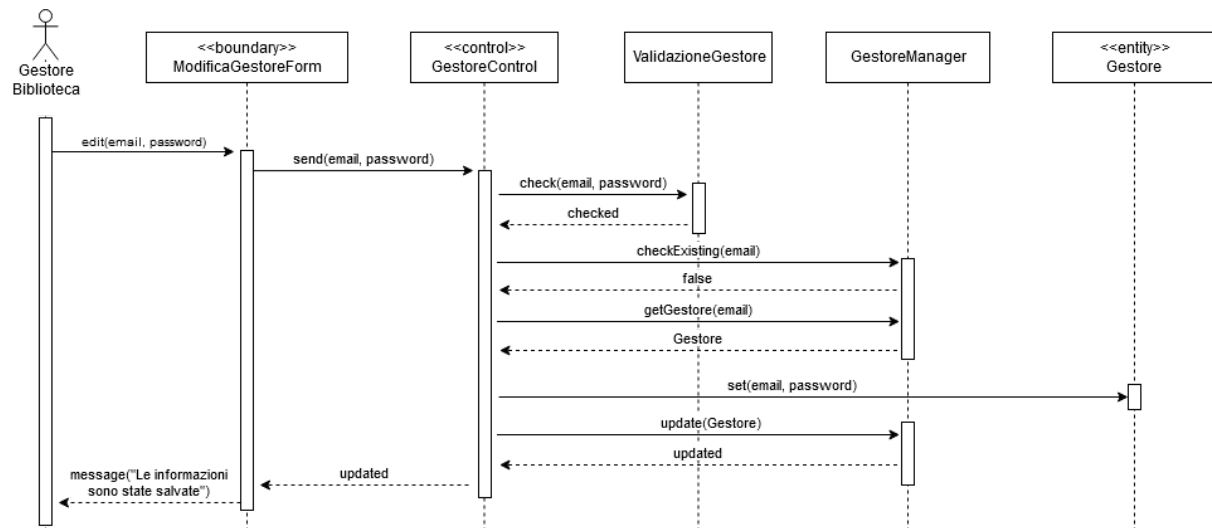 Gestore
Biblioteca
<<boundary>>
ModificaGestoreForm
<<control>>
GestoreControl
ValidazioneGestore
GestoreManager
<<entity>>
Gestore
edit(email, password)
send(email, password)
check(email, password)
checked
checkExisting(email)
false
getGestore(email)
Gestore
set(email, password)
update(Gestore)
updated
updated
message("Le informazioni
sono state salvate")